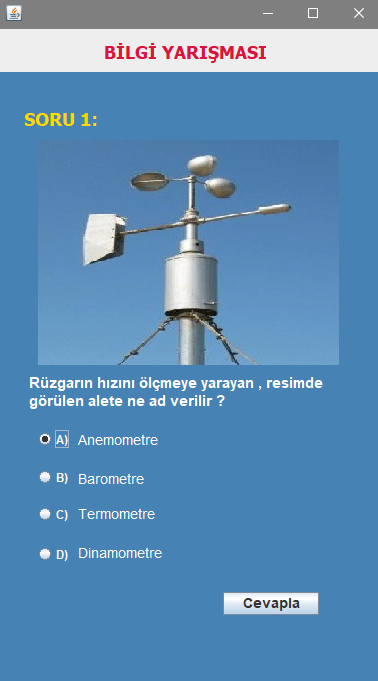 BİLGİ YARIŞMASI
SORU 1:
Rüzgarın hızını ölçmeye yarayan , resimde
görülen alete ne ad verilir ?
A) Anemometre
B) Barometre
C) Termometre
D) Dinamometre
Cevapla